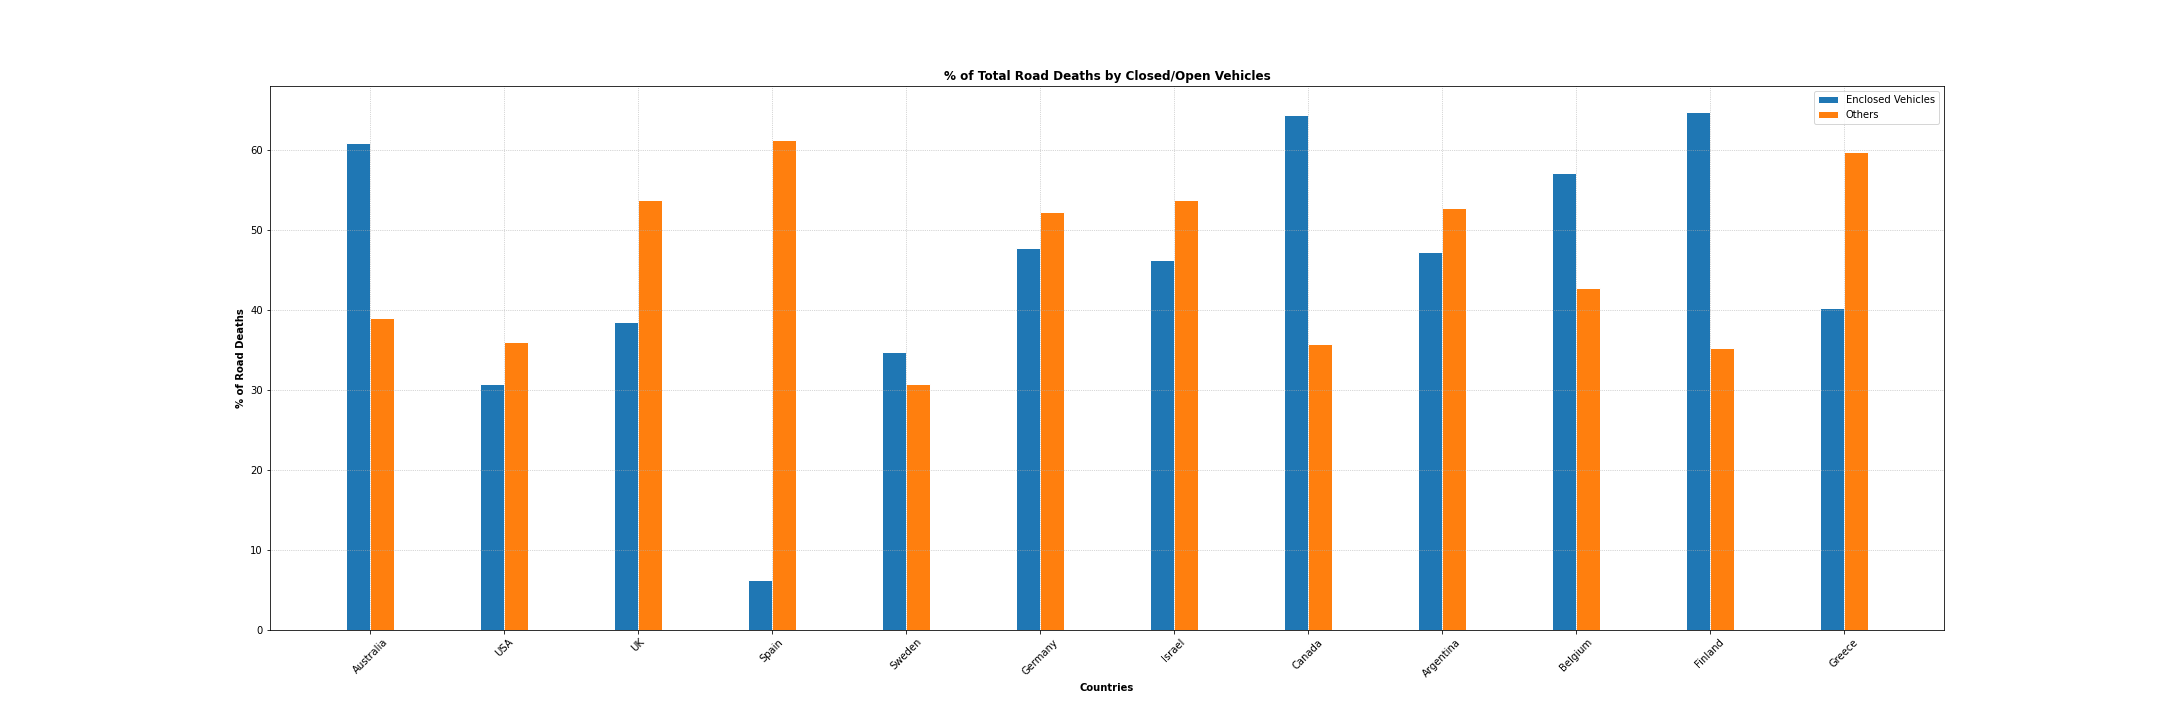 % of Total Road Deaths by Closed/Open Vehicles
Enclosed Vehicles
Others
60
50
40
30
20
10
0
% of Road Deaths
Australia
USA
UK
Spain
Sweden
Germany
Israel
Canada
Argentina
Belgium
Finland
Greece
Countries